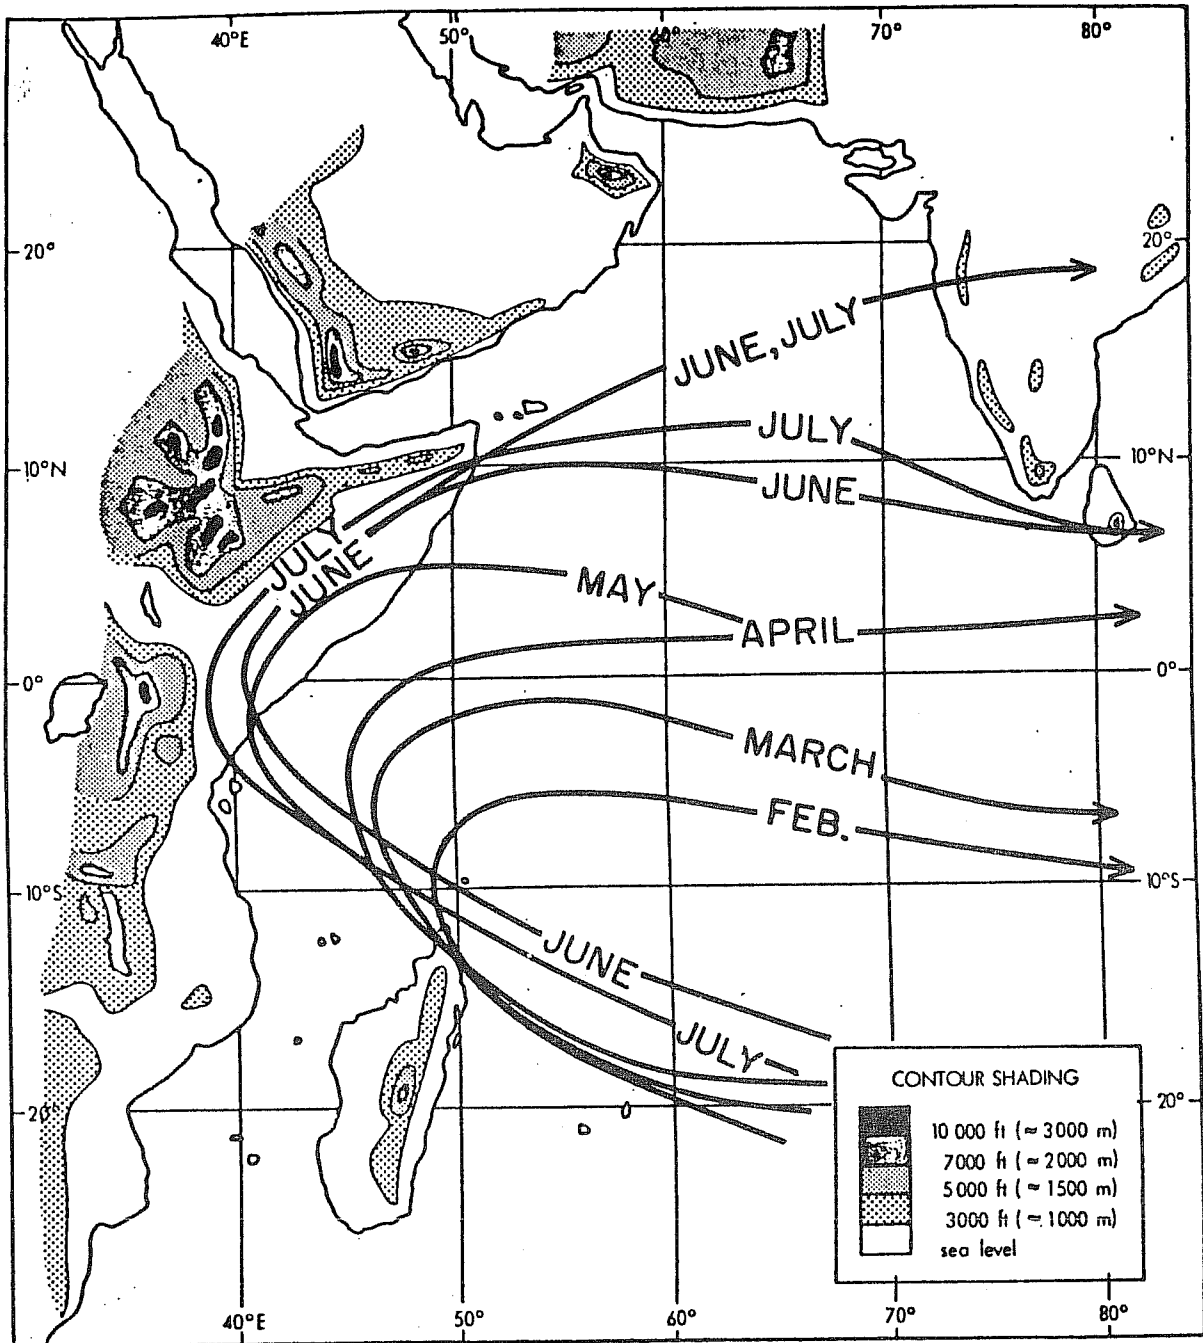 40°E 50° 60° 70° 80°
20° 20°
JUNE, JULY
JULY
10°N 10°N
JUNE
JULY
JUNE
MAY
APRIL
0° 0°
MARCH
FEB.
10°S 10°S
JUNE
JULY
CONTOUR SHADING
20° 20°
10 000 ft (≈ 3000 m)
7000 ft (≈ 2000 m)
5000 ft (≈ 1500 m)
3000 ft (≈ 1000 m)
sea level
40°E 50° 60° 70° 80°